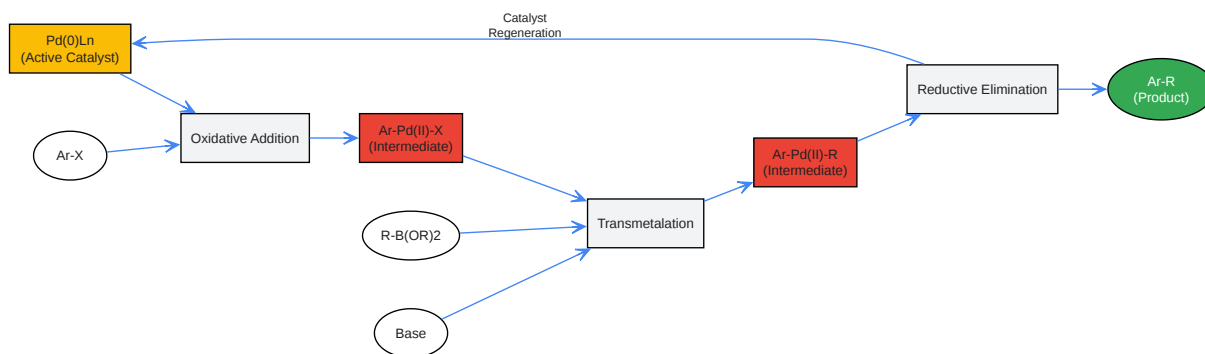 Catalyst
Regeneration
Pd(0)Ln
(Active Catalyst)
Ar-X
Oxidative Addition
Ar-Pd(II)-X
(Intermediate)
R-B(OR)2
Base
Transmetalation
Ar-Pd(II)-R
(Intermediate)
Reductive Elimination
Ar-R
(Product)